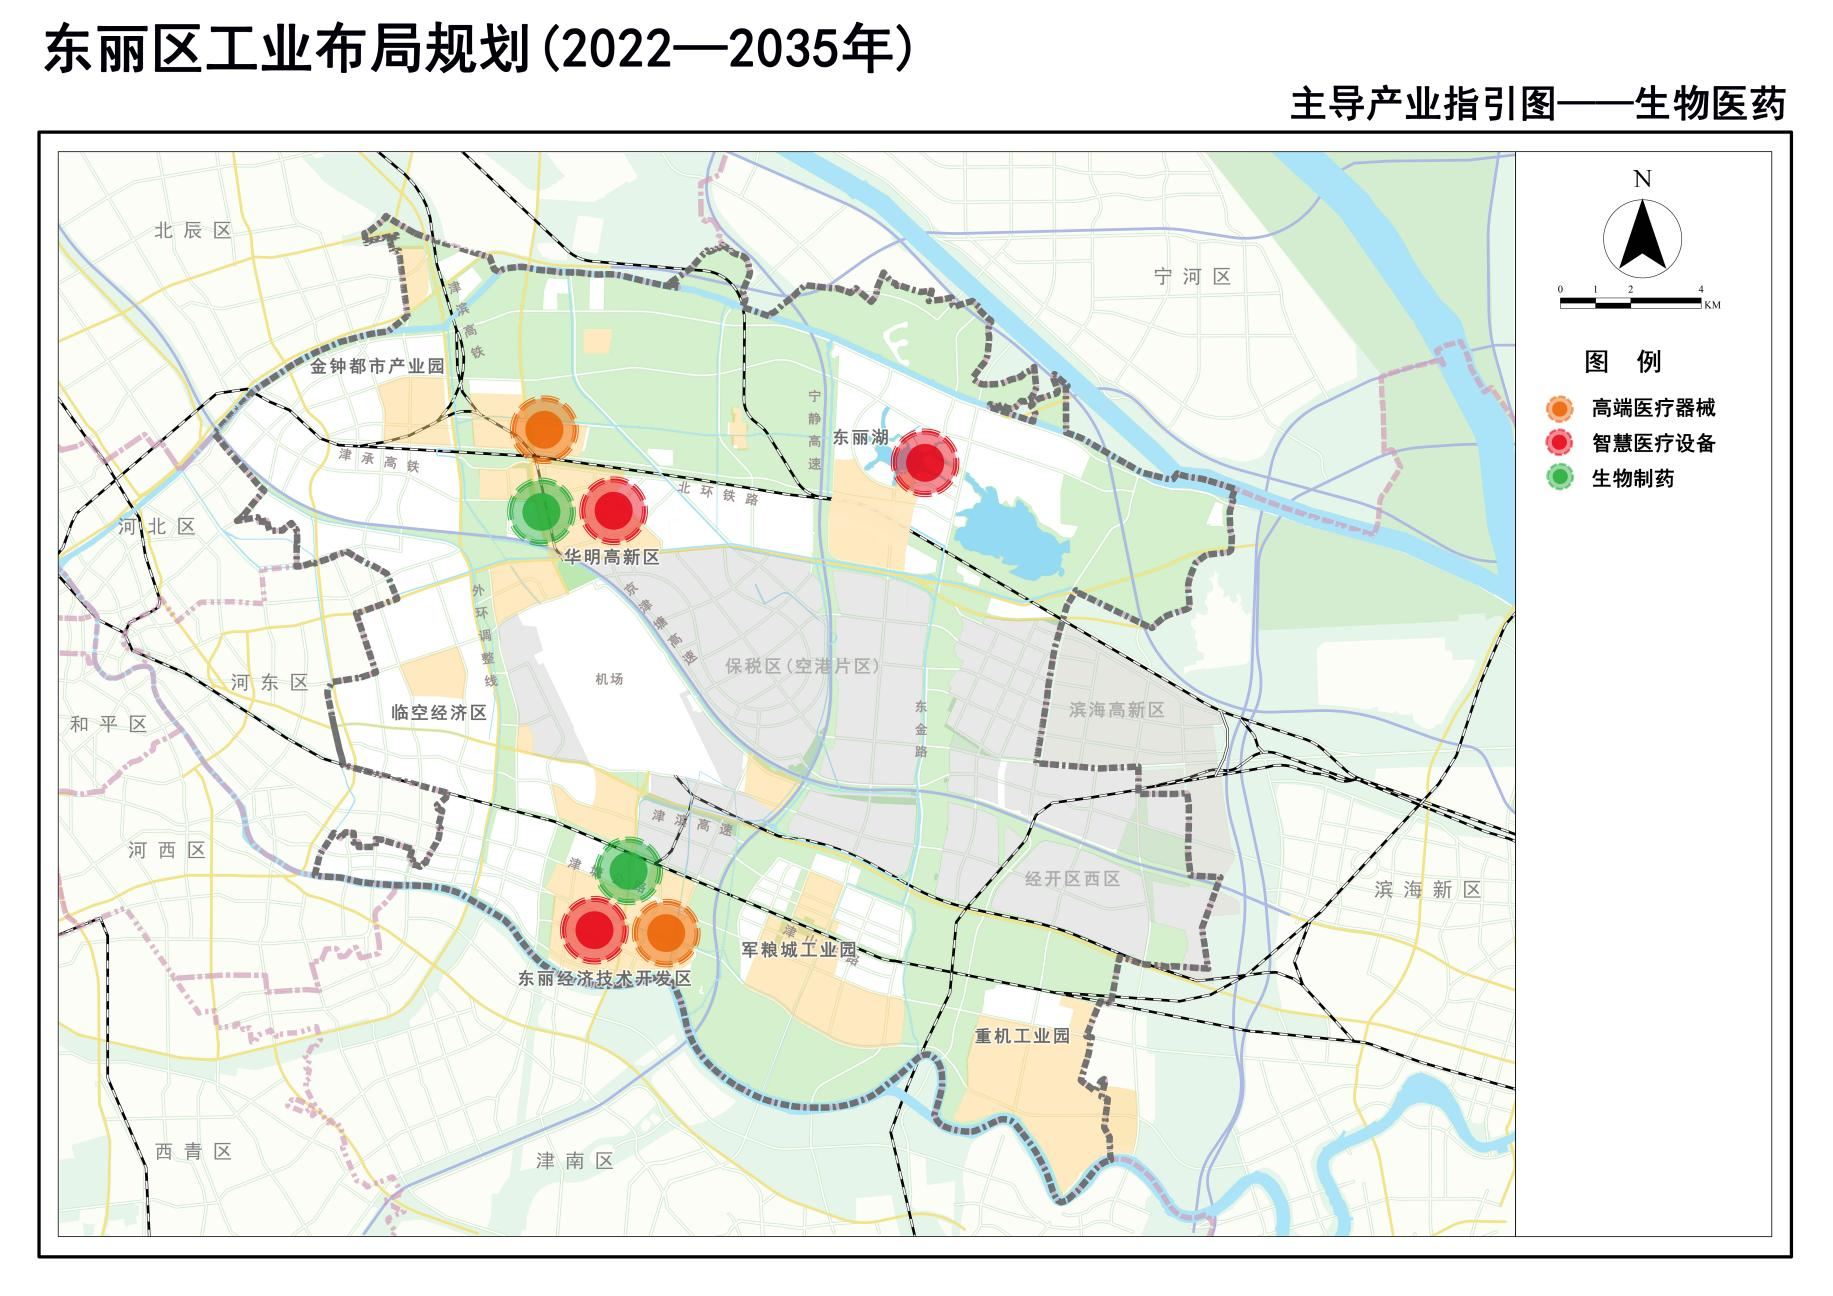 东丽区工业布局规划(2022—2035年)
主导产业指引图——生物医药
N
0 1 2 4
KM
图 例
高端医疗器械
智慧医疗设备
生物制药
北辰区
宁河区
津滨高铁
金钟都市产业园
宁静高速
东丽湖
津承高铁
北环铁路
河北区
华明高新区
外环调整线
京津塘高速
保税区(空港片区)
机场
河东区
和平区
临空经济区
东金路
滨海高新区
津滨高速
河西区
津塘公路
经开区西区
滨海新区
军粮城工业园
东丽经济技术开发区
重机工业园
西青区
津南区